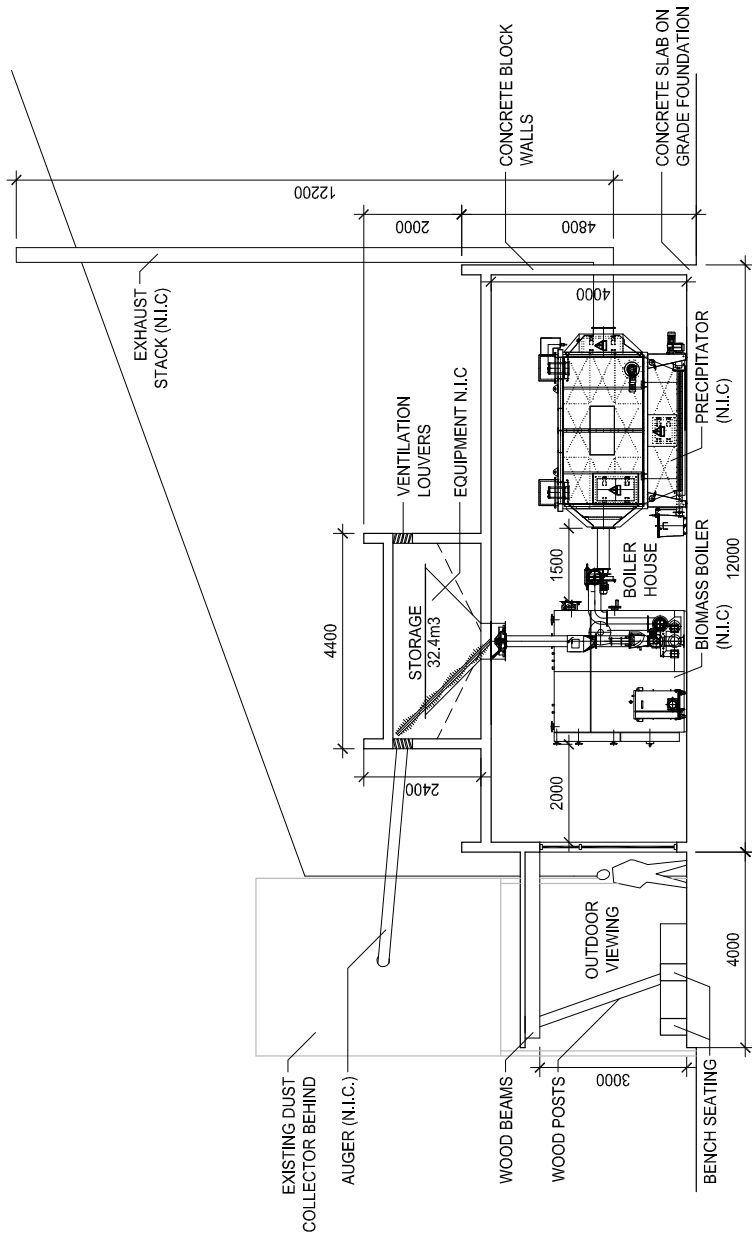 EXISTING DUST
COLLECTOR BEHIND
AUGER (N.I.C.)
WOOD BEAMS
WOOD POSTS
BENCH SEATING
3000
4000
OUTDOOR
VIEWING
2400
4400
2000
STORAGE
32.4m3
1500
BOILER
HOUSE
VENTILATION
LOUVERS
EQUIPMENT N.I.C
BIOMASS BOILER
(N.I.C)
12000
PRECIPITATOR
(N.I.C)
EXHAUST
STACK (N.I.C)
4000
12200
2000
4800
CONCRETE BLOCK
WALLS
CONCRETE SLAB ON
GRADE FOUNDATION